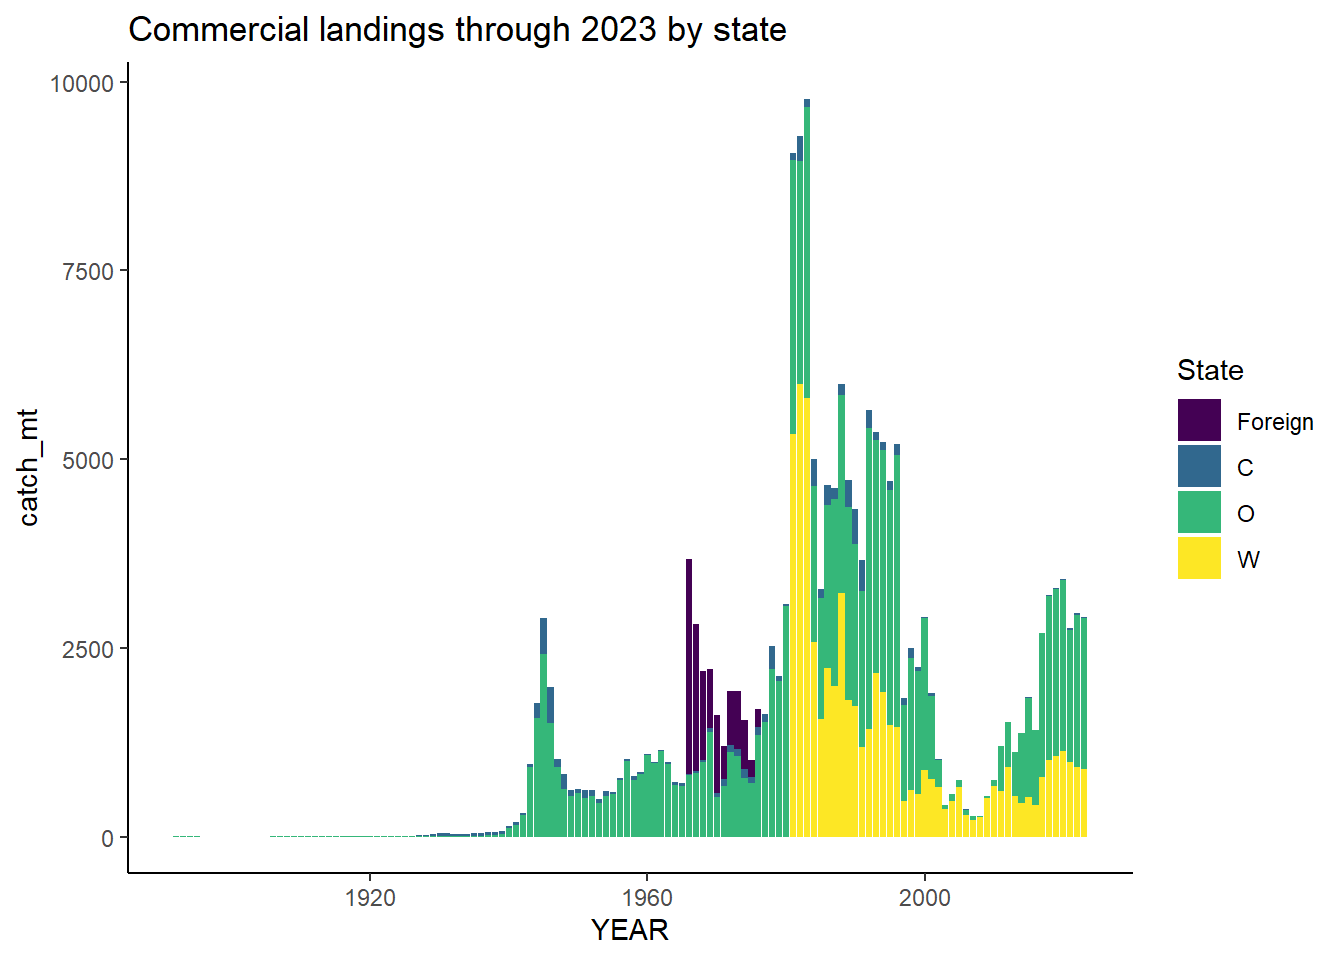 Commercial landings through 2023 by state
10000
7500
5000
2500
0
catch_mt
1920
1960
2000
YEAR
State
Foreign
C
O
W